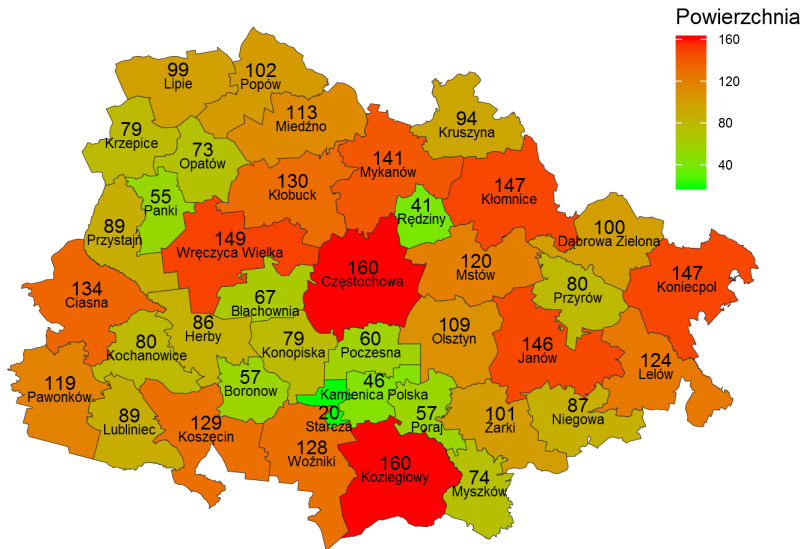 Powierzchnia
160
120
80
40
99
Lipie
102
Popów
113
Miedźno
94
Kruszyna
79
Krzepice
73
Opatów
141
Mykanów
147
Kłomnice
130
Kłobuck
55
Panki
41
Rędziny
89
Przystajń
149
Wręczyca Wielka
100
Dąbrowa Zielona
160
Częstochowa
120
Mstów
147
Koniecpol
134
Ciasna
80
Przyrów
67
Blachownia
86
Herby
109
Olsztyn
79
Konopiska
60
Poczesna
146
Janów
80
Kochanowice
124
Lelów
119
Pawonków
57
Boronow
46
Kamienica Polska
87
Niegowa
89
Lubliniec
129
Koszecin
20
Starcza
57
Poraj
101
Zarki
128
Woźniki
160
Koziegłowy
74
Myszków